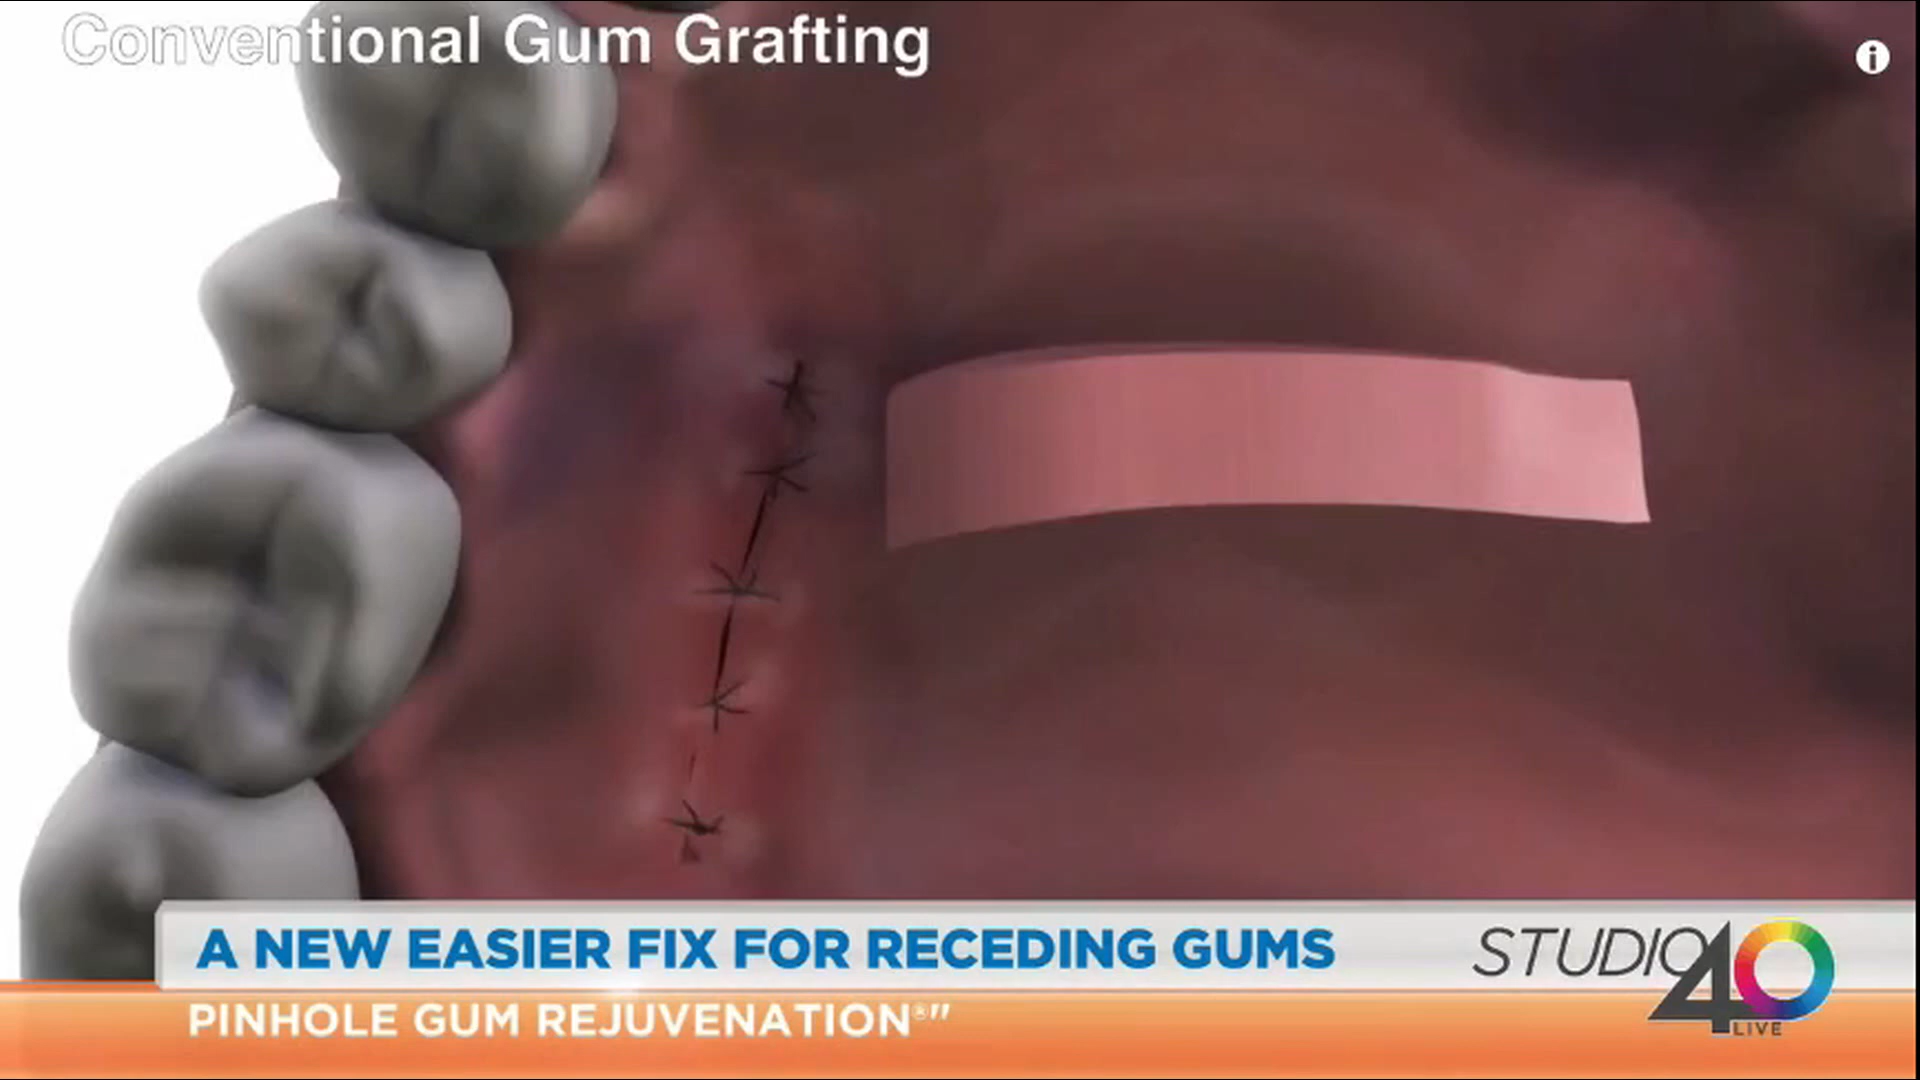 Conventional Gum Grafting
i
A NEW EASIER FIX FOR RECEDING GUMS
STUDIO
40
LIVE
PINHOLE GUM REJUVENATION®"